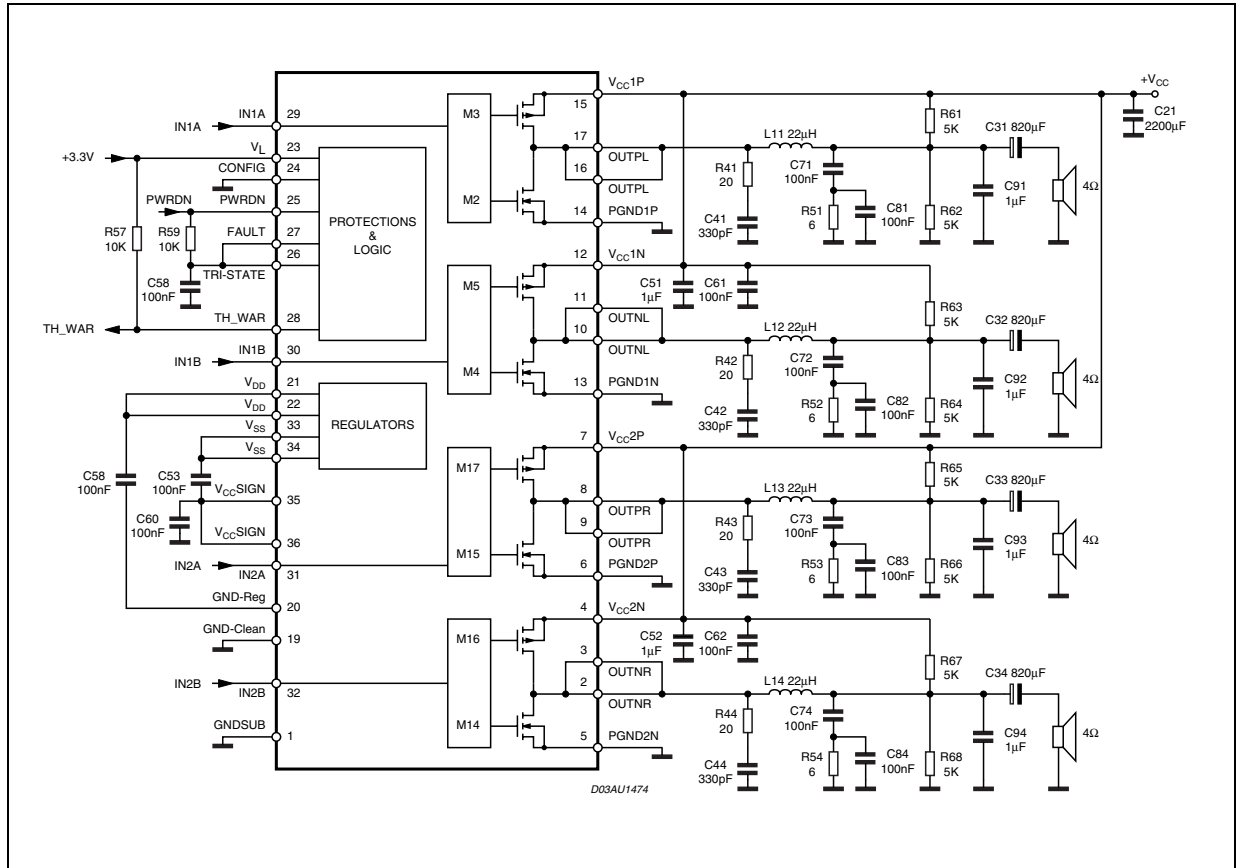 VCC1P
+VCC
15
M3
IN1A
29
IN1A
R61
5K
C31 820µF
C21
2200µF
17
L11 22µH
+3.3V
VL
23
OUTPL
CONFIG
24
16
OUTPL
R41
20
C71
100nF
4Ω
PWRDN
PWRDN
25
M2
14
PGND1P
C91
1µF
PROTECTIONS
&
LOGIC
R57
10K
R59
10K
FAULT
27
C41
330pF
R51
6
C81
100nF
R62
5K
26
TRI-STATE
12
VCC1N
C58
100nF
M5
C51
1µF
C61
100nF
11
OUTNL
R63
5K
C32 820µF
TH_WAR
TH_WAR
28
10
OUTNL
L12 22µH
IN1B
IN1B
30
M4
R42
20
C72
100nF
4Ω
VDD
21
13
PGND1N
C92
1µF
VDD
22
REGULATORS
C42
330pF
R52
6
C82
100nF
R64
5K
VSS
33
VSS
34
7
VCC2P
C58
100nF
C53
100nF
M17
R65
5K
C33 820µF
VCCSIGN
35
8
OUTPR
L13 22µH
C60
100nF
9
OUTPR
VCCSIGN
36
R43
20
C73
100nF
4Ω
M15
IN2A
IN2A
31
6
PGND2P
C93
1µF
C43
330pF
R53
6
C83
100nF
R66
5K
GND-Reg
20
4
VCC2N
GND-Clean
19
M16
C52
1µF
C62
100nF
3
OUTNR
R67
5K
C34 820µF
IN2B
IN2B
32
2
OUTNR
L14 22µH
M14
R44
20
C74
100nF
4Ω
GNDSUB
1
5
PGND2N
C94
1µF
C44
330pF
R54
6
C84
100nF
R68
5K
D03AU1474